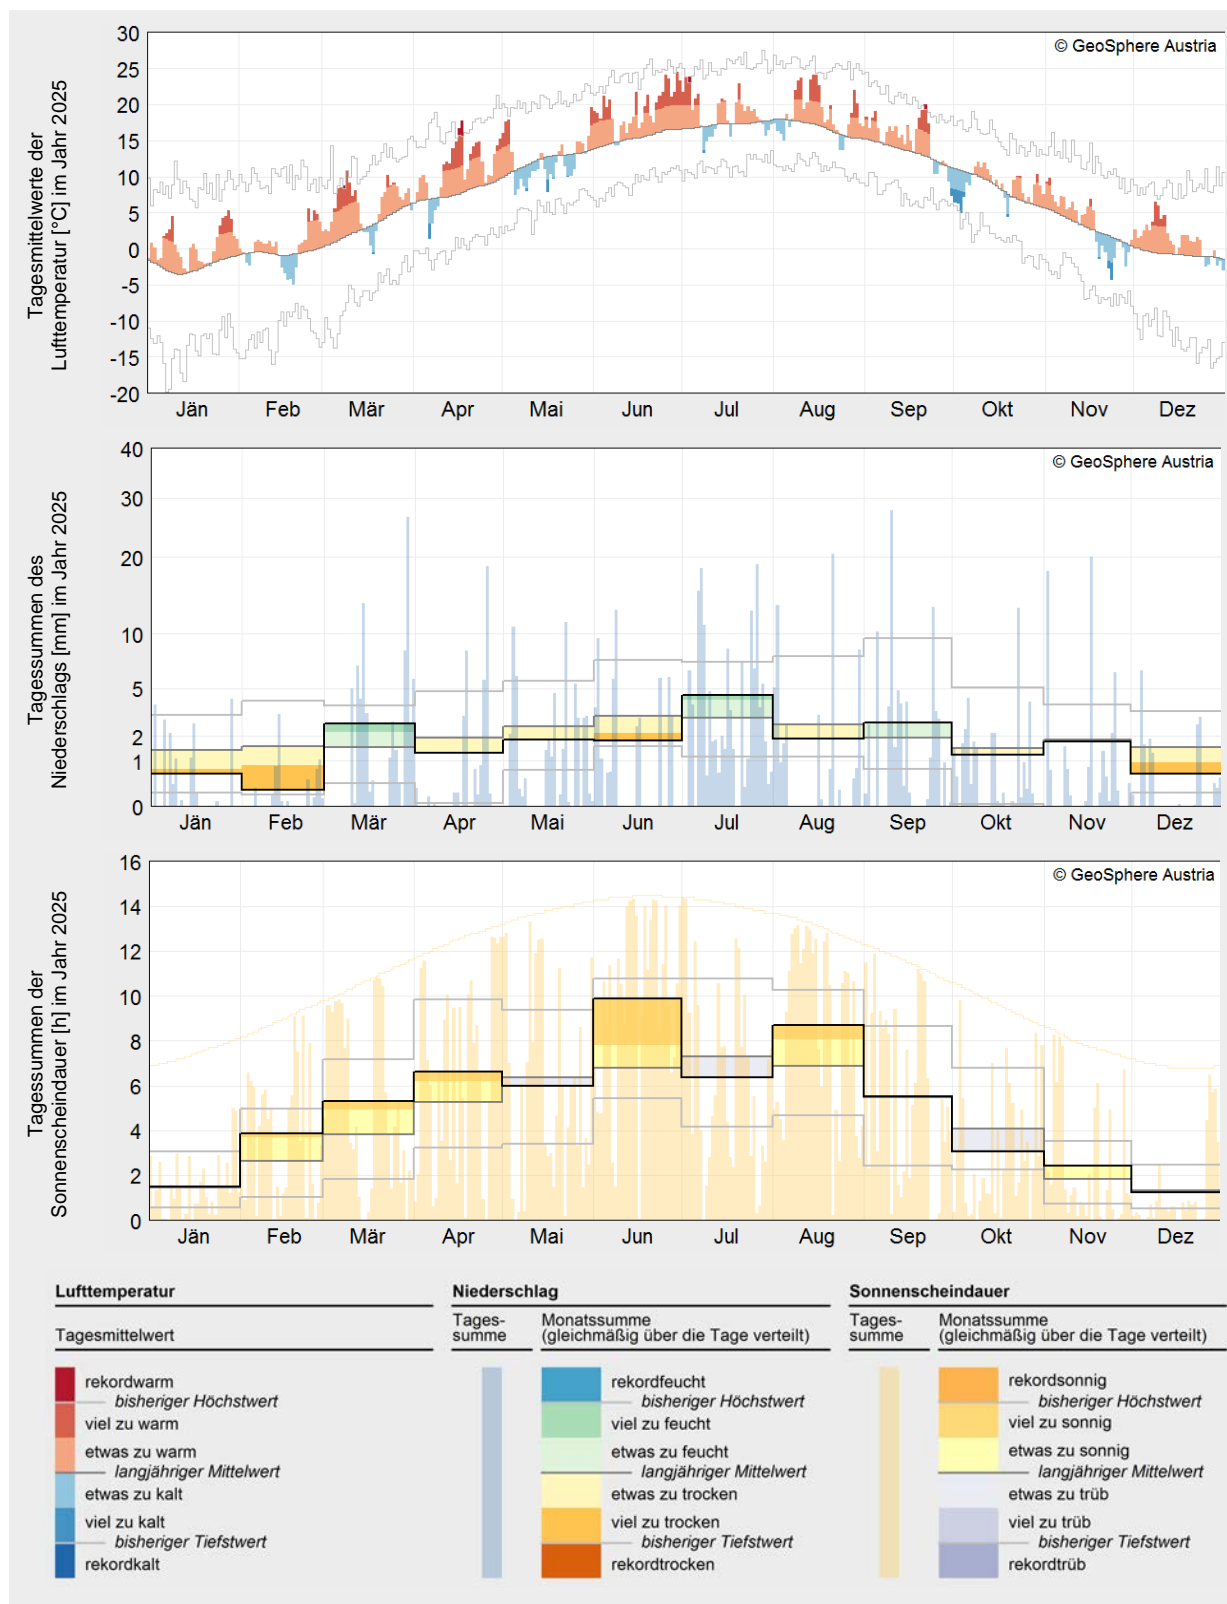 Tagesmittelwerte der
Lufttemperatur [°C] im Jahr 2025
© GeoSphere Austria
30
25
20
15
10
5
0
-5
-10
-15
-20
Jän Feb Mär Apr Mai Jun Jul Aug Sep Okt Nov Dez
Tagessummen des
Niederschlags [mm] im Jahr 2025
© GeoSphere Austria
40
30
20
10
5
2
1
0
Jän Feb Mär Apr Mai Jun Jul Aug Sep Okt Nov Dez
Tagessummen der
Sonnenscheindauer [h] im Jahr 2025
© GeoSphere Austria
16
14
12
10
8
6
4
2
0
Jän Feb Mär Apr Mai Jun Jul Aug Sep Okt Nov Dez
Lufttemperatur
Tagesmittelwert
rekordwarm
bisheriger Höchstwert
viel zu warm
etwas zu warm
langjähriger Mittelwert
etwas zu kalt
viel zu kalt
bisheriger Tiefstwert
rekordkalt
Niederschlag
Tages-
summe
Monatssumme
(gleichmäßig über die Tage verteilt)
rekordfeucht
bisheriger Höchstwert
viel zu feucht
etwas zu feucht
langjähriger Mittelwert
etwas zu trocken
viel zu trocken
bisheriger Tiefstwert
rekordtrocken
Sonnenscheindauer
Tages-
summe
Monatssumme
(gleichmäßig über die Tage verteilt)
rekordsonnig
bisheriger Höchstwert
viel zu sonnig
etwas zu sonnig
langjähriger Mittelwert
etwas zu trüb
viel zu trüb
bisheriger Tiefstwert
rekordtrüb